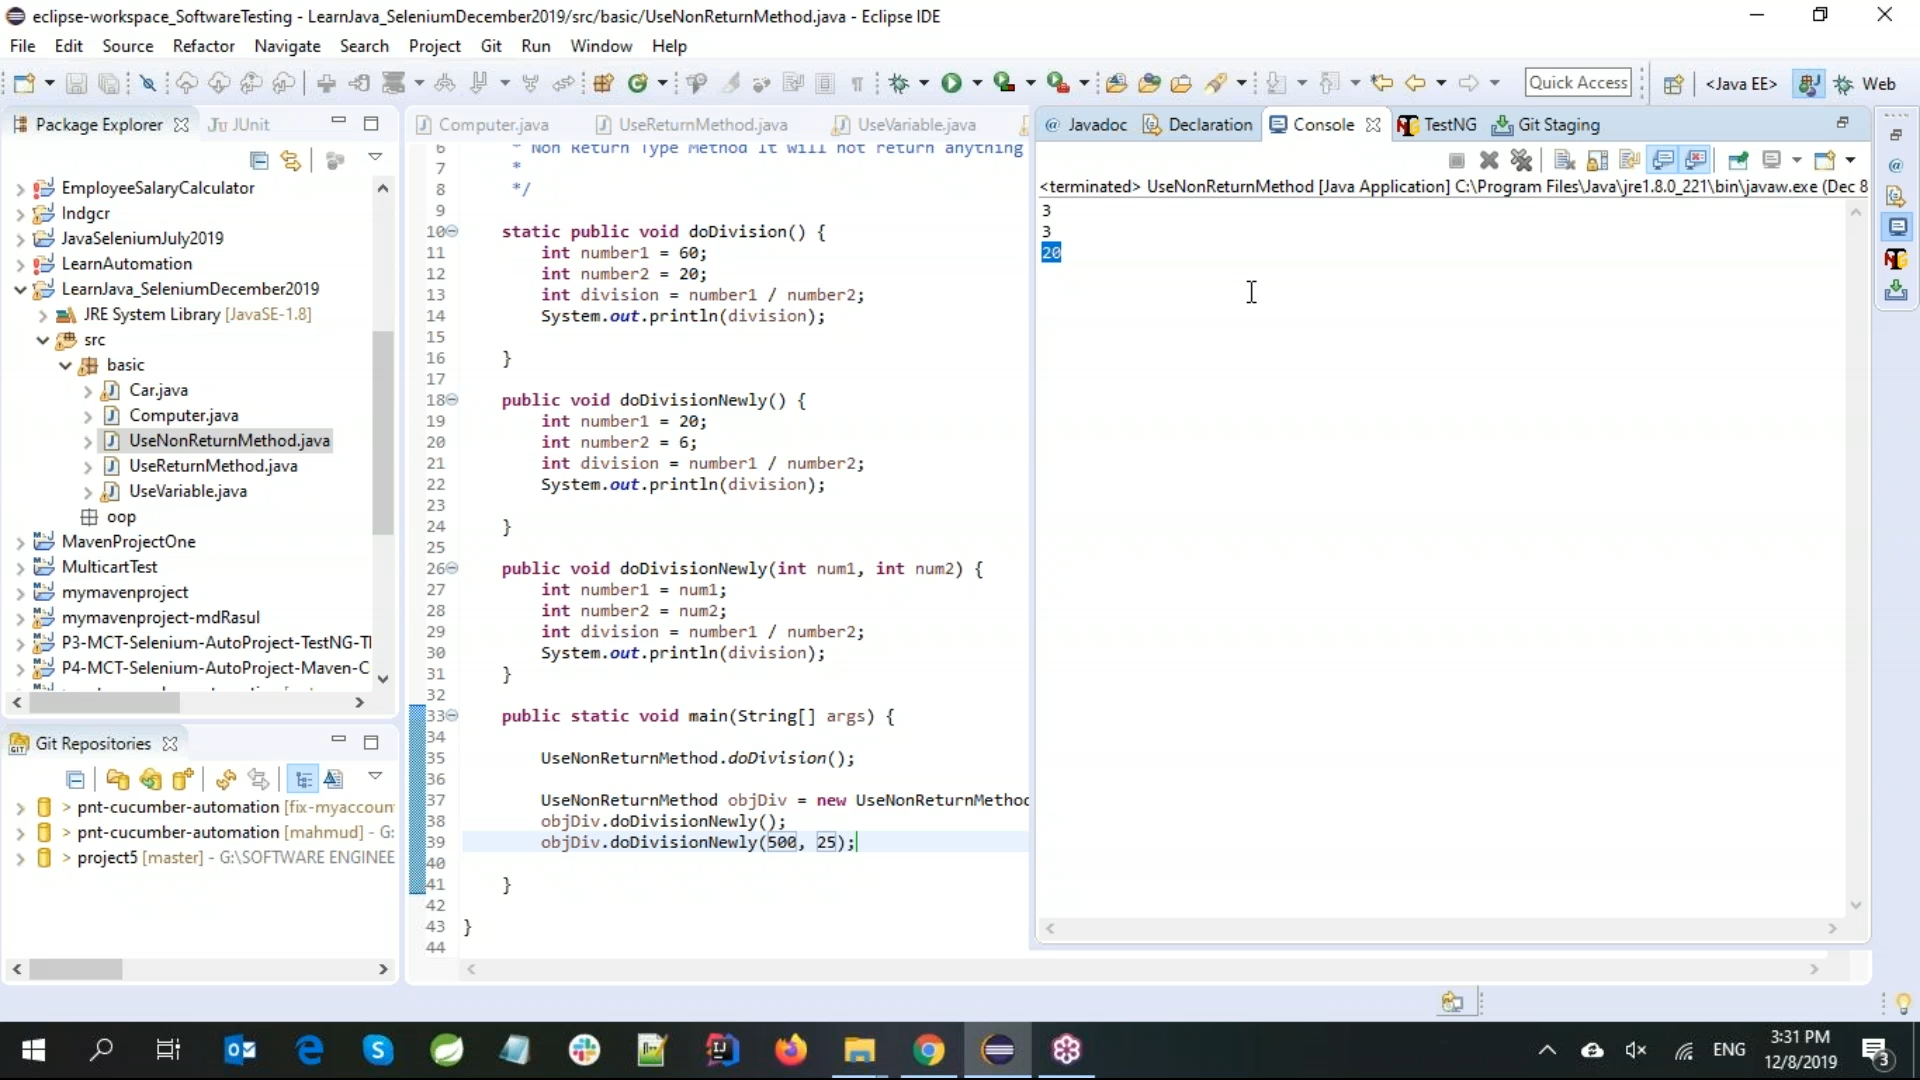 eclipse-workspace_SoftwareTesting - LearnJava_SeleniumDecember2019/src/basic/UseNonReturnMethod.java - Eclipse IDE
File Edit Source Refactor Navigate Search Project Git Run Window Help
Quick Access
<Java EE>
Web
Package Explorer
JUnit
EmployeeSalaryCalculator
Indgcr
JavaSeleniumJuly2019
LearnAutomation
LearnJava_SeleniumDecember2019
JRE System Library [JavaSE-1.8]
src
basic
Car.java
Computer.java
UseNonReturnMethod.java
UseReturnMethod.java
UseVariable.java
oop
MavenProjectOne
MulticartTest
mymavenproject
mymavenproject-mdRasul
P3-MCT-Selenium-AutoProject-TestNG-Tl
P4-MCT-Selenium-AutoProject-Maven-C
Git Repositories
> pnt-cucumber-automation [fix-myaccoun
> pnt-cucumber-automation [mahmud] - G:
> project5 [master] - G:\SOFTWARE ENGINEE
Computer.java
UseReturnMethod.java
UseVariable.java
6 * Non Return Type Method It will not return anything
7 *
8 */
9
10 static public void doDivision() {
11 int number1 = 60;
12 int number2 = 20;
13 int division = number1 / number2;
14 System.out.println(division);
15
16 }
17
18 public void doDivisionNewly() {
19 int number1 = 20;
20 int number2 = 6;
21 int division = number1 / number2;
22 System.out.println(division);
23
24 }
25
26 public void doDivisionNewly(int num1, int num2) {
27 int number1 = num1;
28 int number2 = num2;
29 int division = number1 / number2;
30 System.out.println(division);
31 }
32
33 public static void main(String[] args) {
34
35 UseNonReturnMethod.doDivision();
36
37 UseNonReturnMethod objDiv = new UseNonReturnMethod
38 objDiv.doDivisionNewly();
39 objDiv.doDivisionNewly(500, 25);
40
41 }
42
43 }
44
Javadoc
Declaration
Console
TestNG
Git Staging
<terminated> UseNonReturnMethod [Java Application] C:\Program Files\Java\jre1.8.0_221\bin\javaw.exe (Dec 8
3
3
20
ENG
3:31 PM
12/8/2019
3